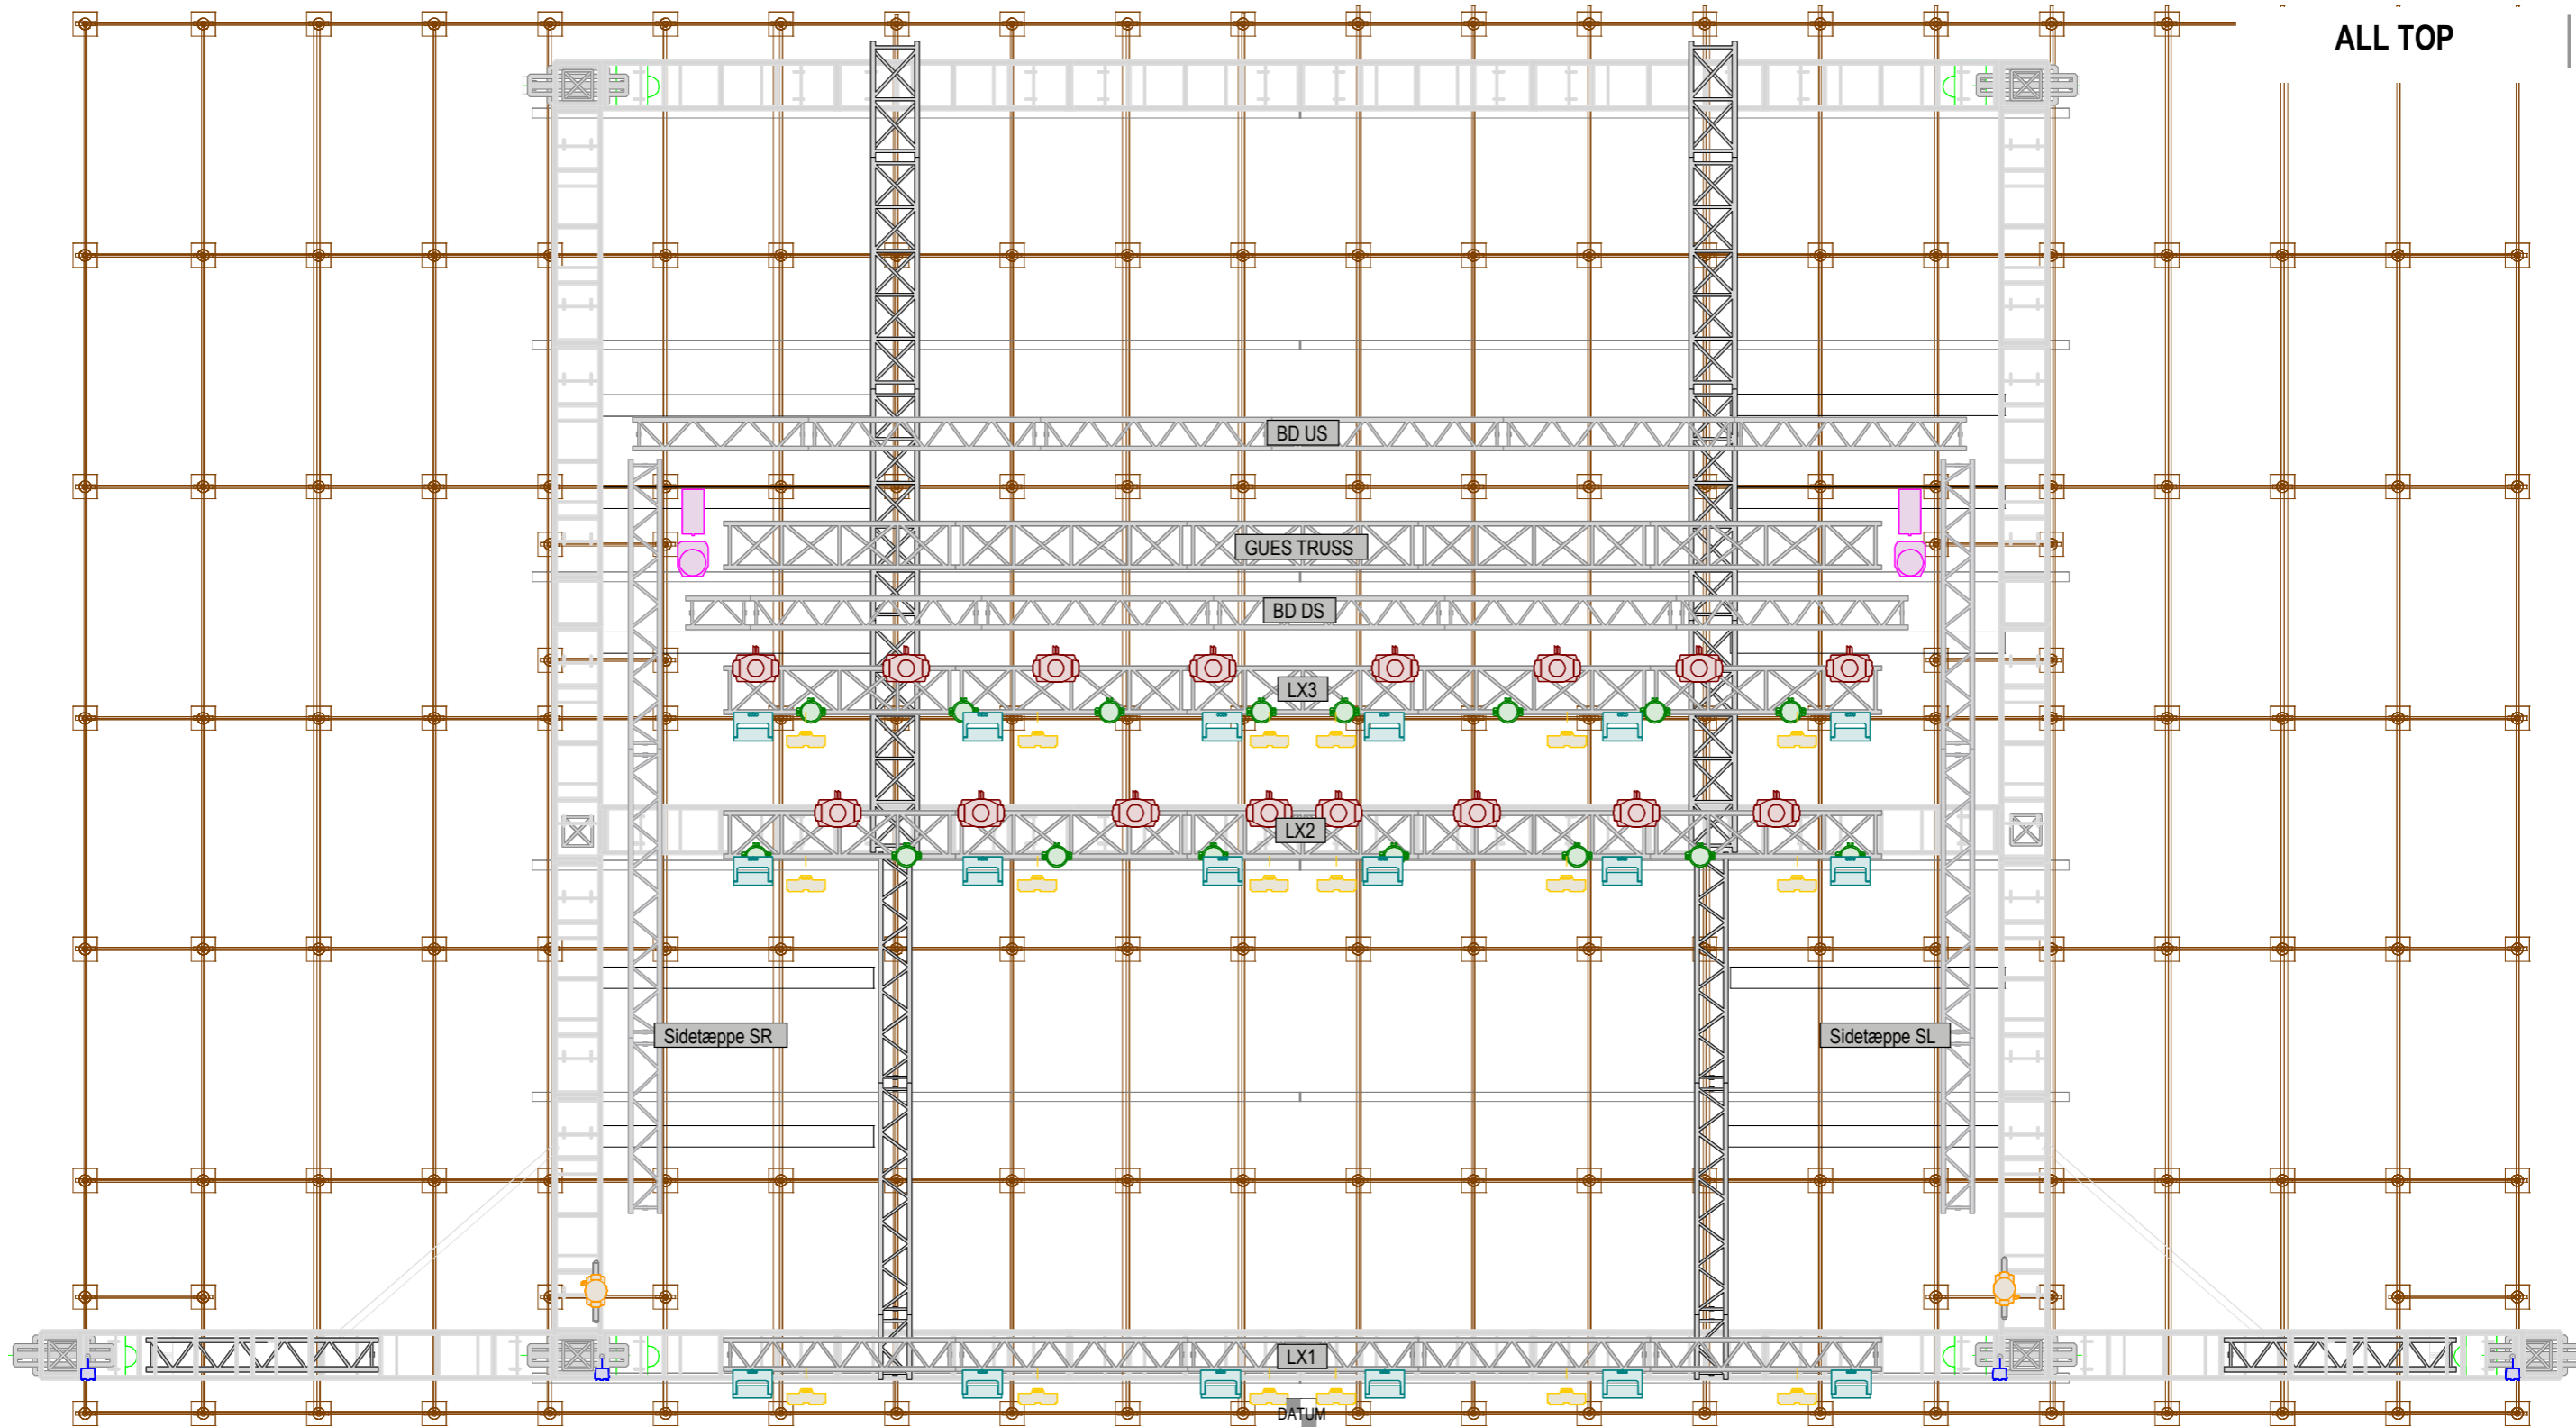 ALL TOP
BD US
GUES TRUSS
BD DS
LX3
LX2
Sidetæppe SR
Sidetæppe SL
LX1
DATUM